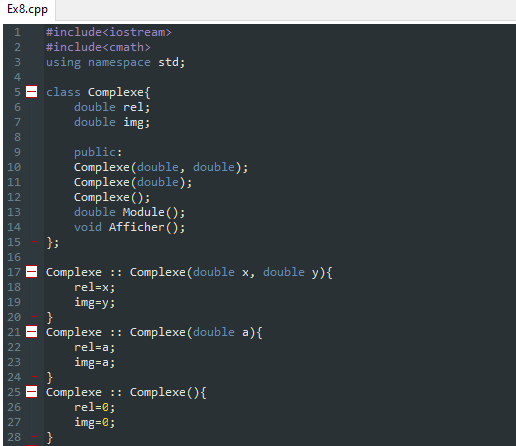 Ex8.cpp
1 #include<iostream>
2 #include<cmath>
3 using namespace std;
4
5 class Complexe{
6 double rel;
7 double img;
8
9 public:
10 Complexe(double, double);
11 Complexe(double);
12 Complexe();
13 double Module();
14 void Afficher();
15 };
16
17 Complexe :: Complexe(double x, double y){
18 rel=x;
19 img=y;
20 }
21 Complexe :: Complexe(double a){
22 rel=a;
23 img=a;
24 }
25 Complexe :: Complexe(){
26 rel=0;
27 img=0;
28 }